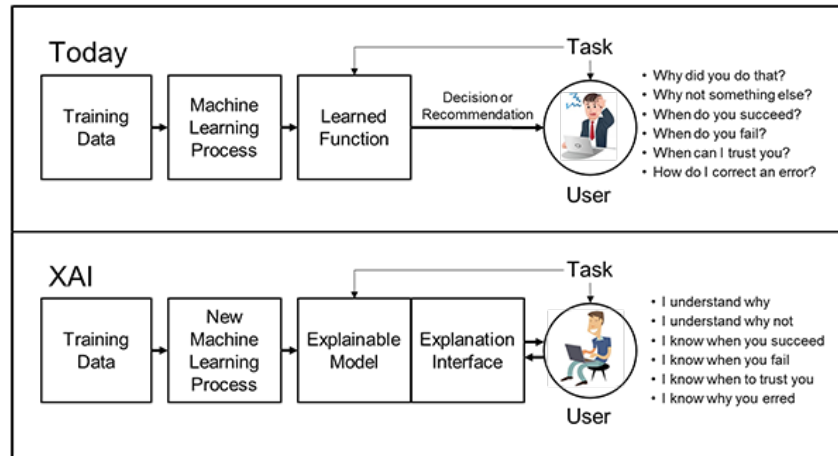 Today
Task
Training
Data
Machine
Learning
Process
Learned
Function
Decision or
Recommendation
User
• Why did you do that?
• Why not something else?
• When do you succeed?
• When do you fail?
• When can I trust you?
• How do I correct an error?
XAI
Task
Training
Data
New
Machine
Learning
Process
Explainable
Model
Explanation
Interface
User
• I understand why
• I understand why not
• I know when you succeed
• I know when you fail
• I know when to trust you
• I know why you erred